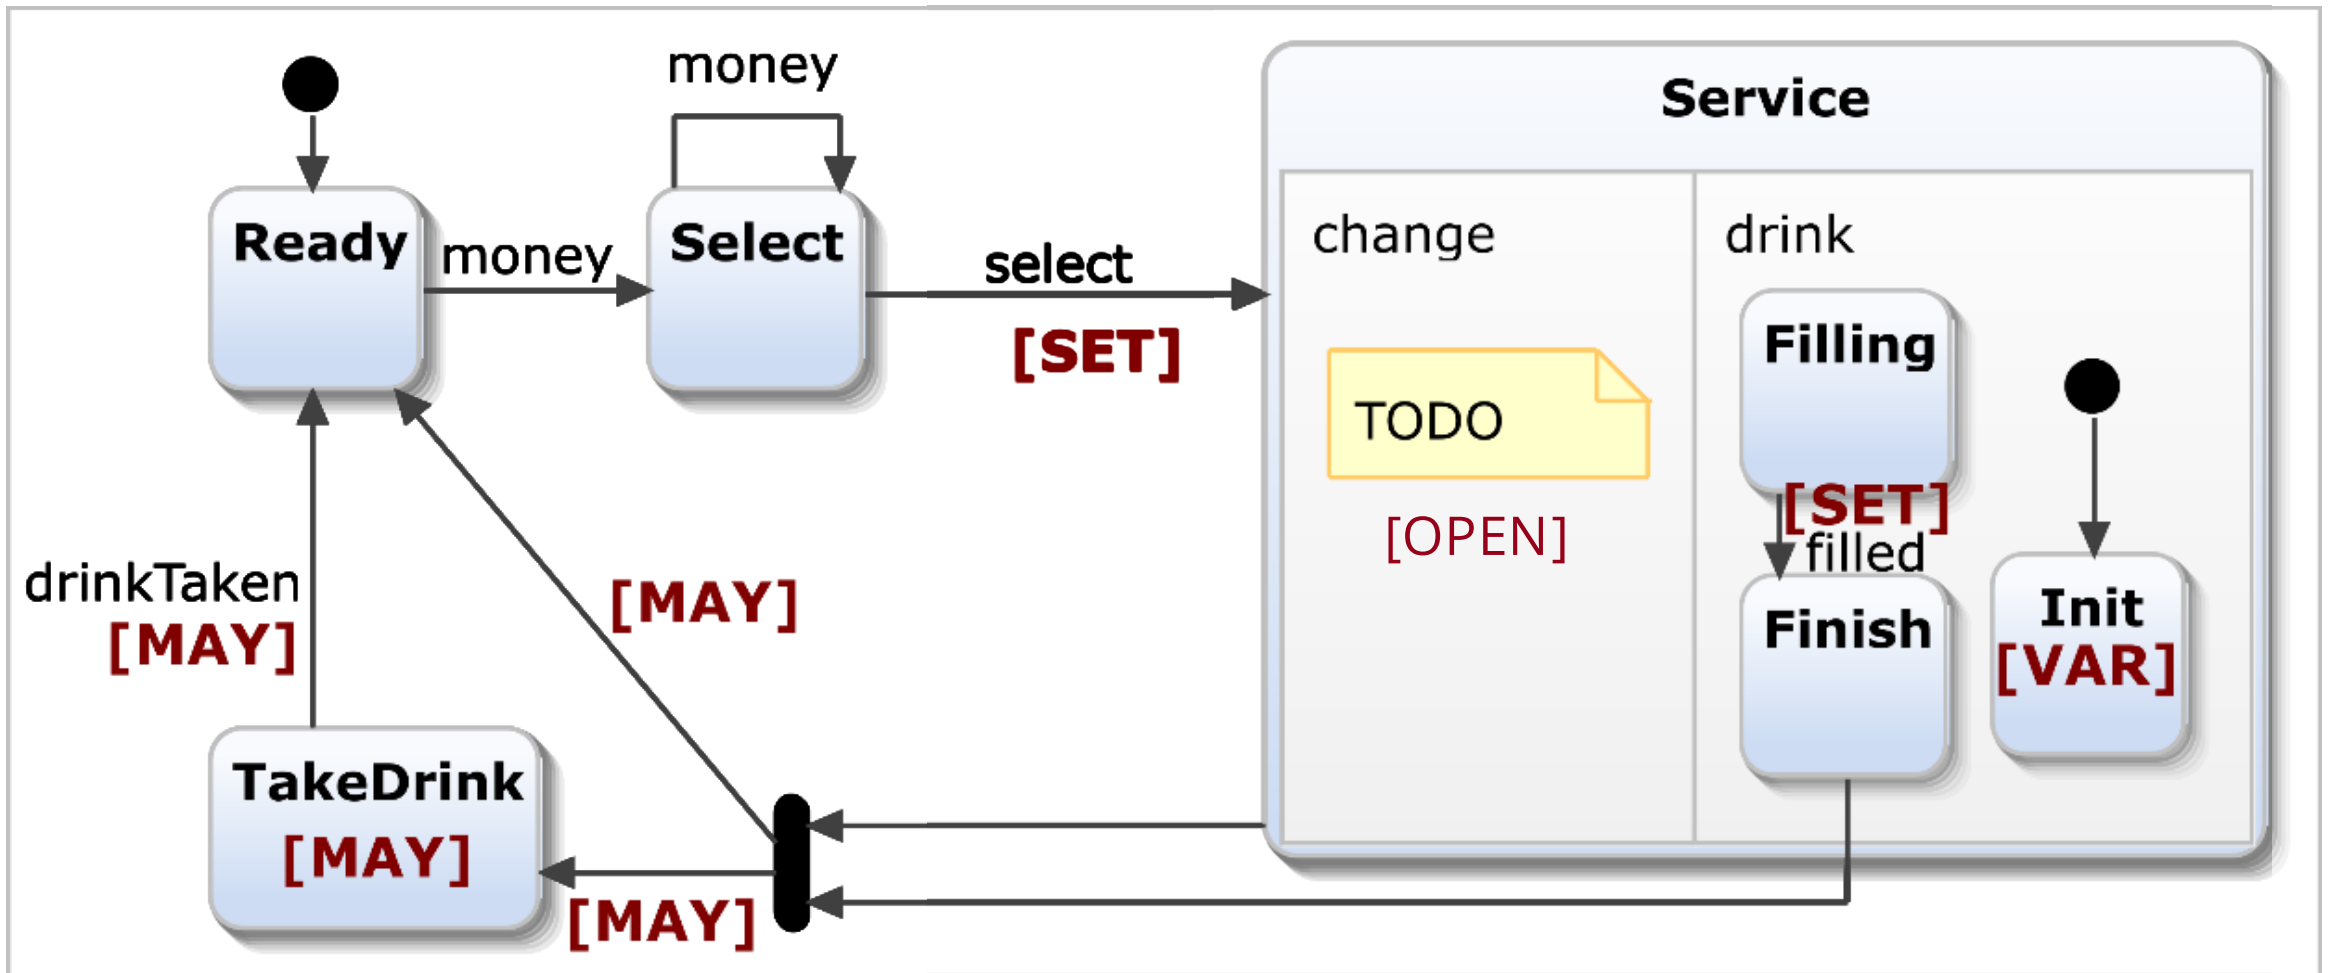 money
Service
Ready
money
Select
select
[SET]
change
TODO
[OPEN]
drink
Filling
[SET]
filled
Finish
Init
[VAR]
drinkTaken
[MAY]
[MAY]
TakeDrink
[MAY]
[MAY]